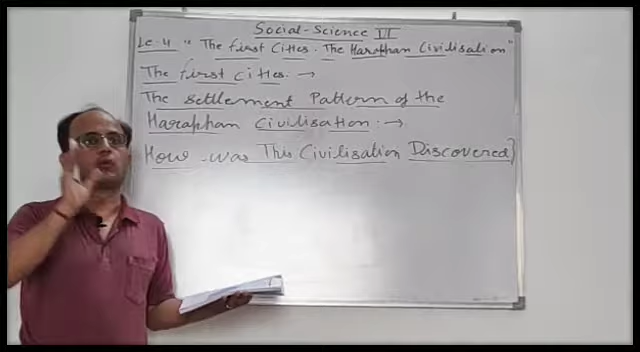 Social-Science VI
Le. 4 " The first Cities. The Harappan Civilisation"
The first cities. →
The settlement Pattern of the
Harappan civilisation :→
How was This Civilisation Discovered}